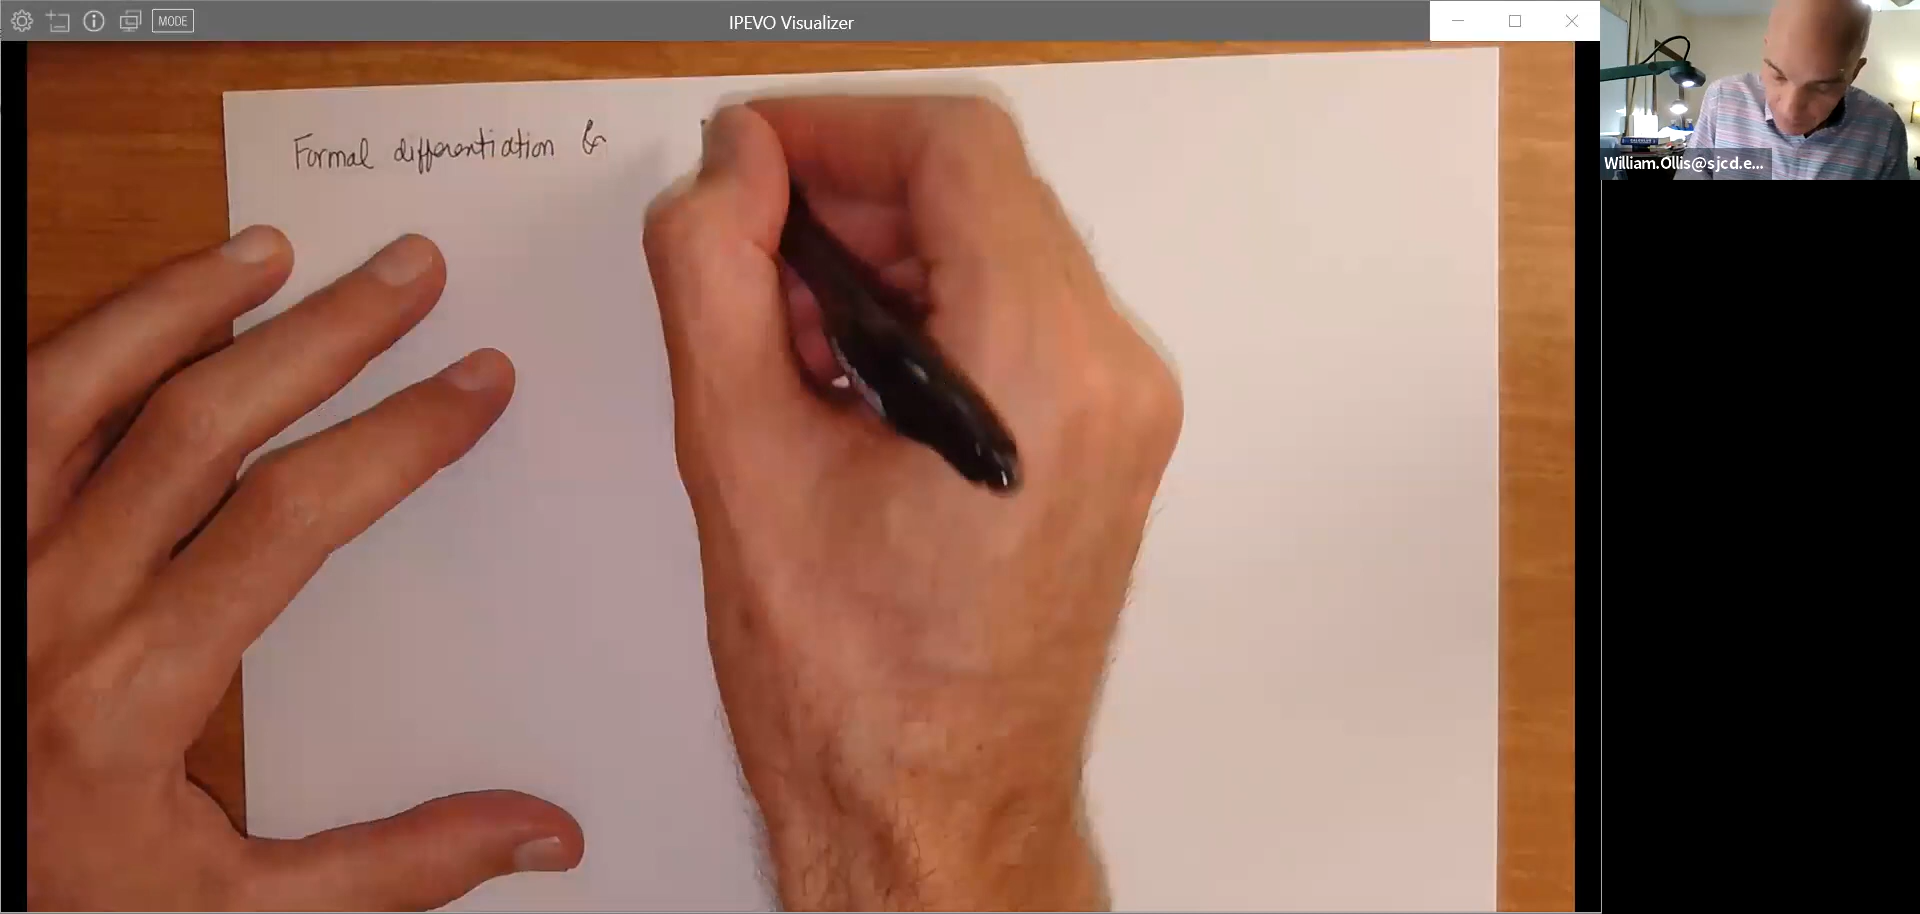 MODE
IPEVO Visualizer
Formal differentiation &
William.Ollis@sjcd.e...